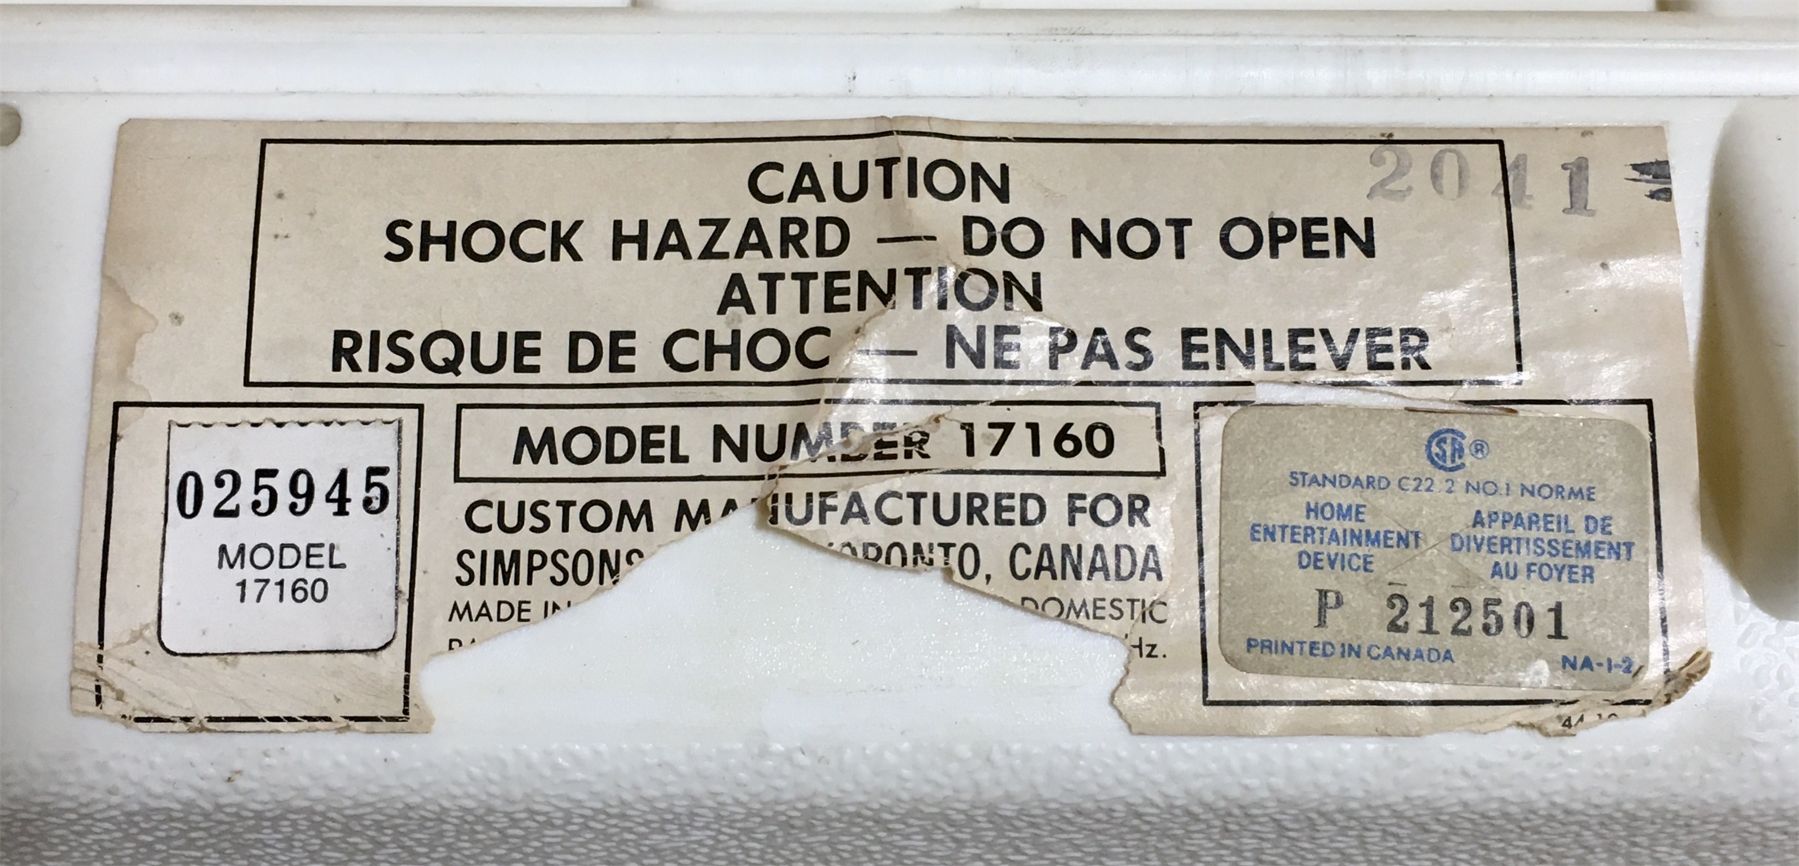 CAUTION
2041
SHOCK HAZARD — DO NOT OPEN
ATTENTION
RISQUE DE CHOC — NE PAS ENLEVER
025945
MODEL
17160
MODEL NUMBER 17160
CUSTOM MANUFACTURED FOR
SIMPSONS TORONTO, CANADA
MADE IN DOMESTIC
Hz.
CSA®
STANDARD C22.2 NO.1 NORME
HOME ENTERTAINMENT DEVICE
APPAREIL DE DIVERTISSEMENT AU FOYER
P 212501
PRINTED IN CANADA NA-1-2